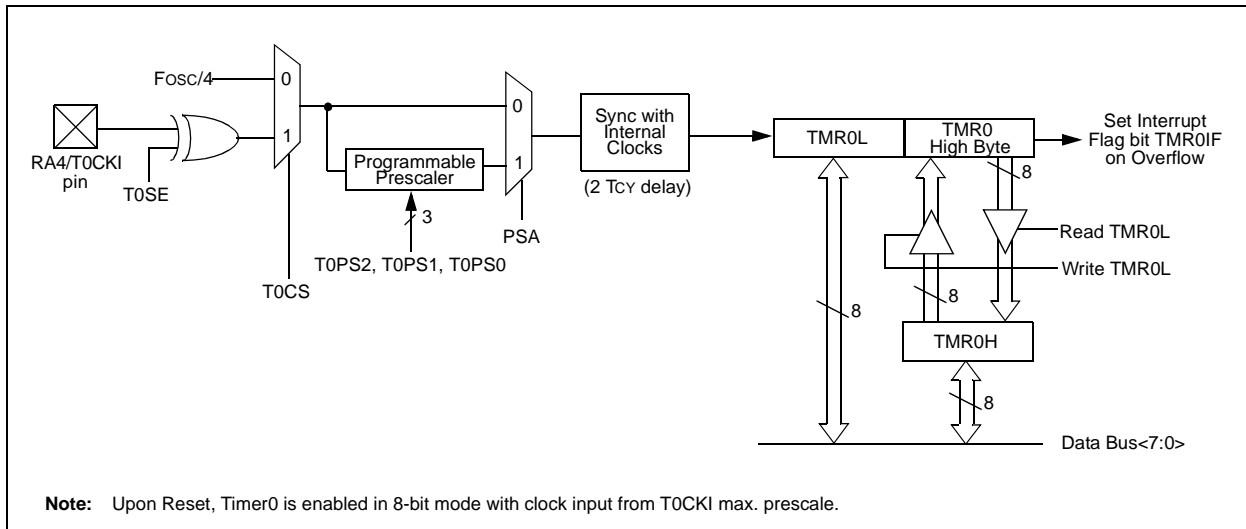 FOSC/4
0
1
RA4/T0CKI
pin
T0SE
T0CS
Programmable
Prescaler
3
T0PS2, T0PS1, T0PS0
0
1
PSA
Sync with
Internal
Clocks
(2 TCY delay)
TMR0L
TMR0
High Byte
Set Interrupt
Flag bit TMR0IF
on Overflow
8
Read TMR0L
Write TMR0L
8
8
TMR0H
8
Data Bus<7:0>
Note: Upon Reset, Timer0 is enabled in 8-bit mode with clock input from T0CKI max. prescale.